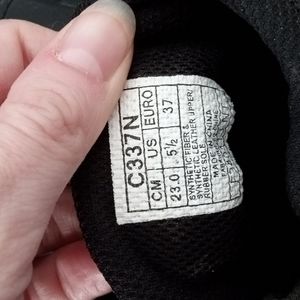 C337N
CM US EURO
23.0 5½ 37
SYNTHETIC FIBER &
SYNTHETIC LEATHER UPPER/
RUBBER SOLE
MADE IN CHINA